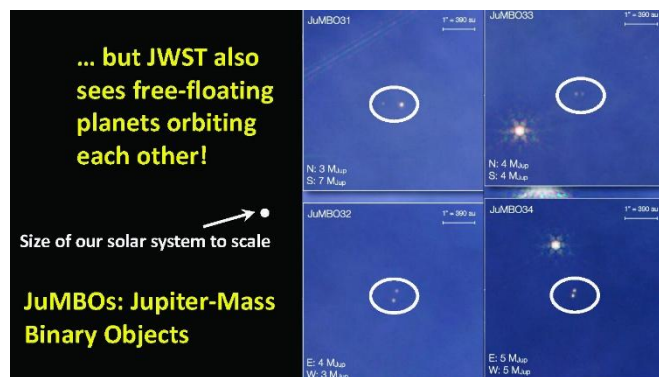 ... but JWST also
sees free-floating
planets orbiting
each other!
Size of our solar system to scale
JuMBOs: Jupiter-Mass
Binary Objects
JuMBO31
1" = 390 au
N: 3 MJup
S: 7 MJup
JuMBO33
1" = 390 au
N: 4 MJup
S: 4 MJup
JuMBO32
1" = 390 au
E: 4 MJup
W: 3 MJup
JuMBO34
1" = 390 au
E: 5 MJup
W: 5 MJup